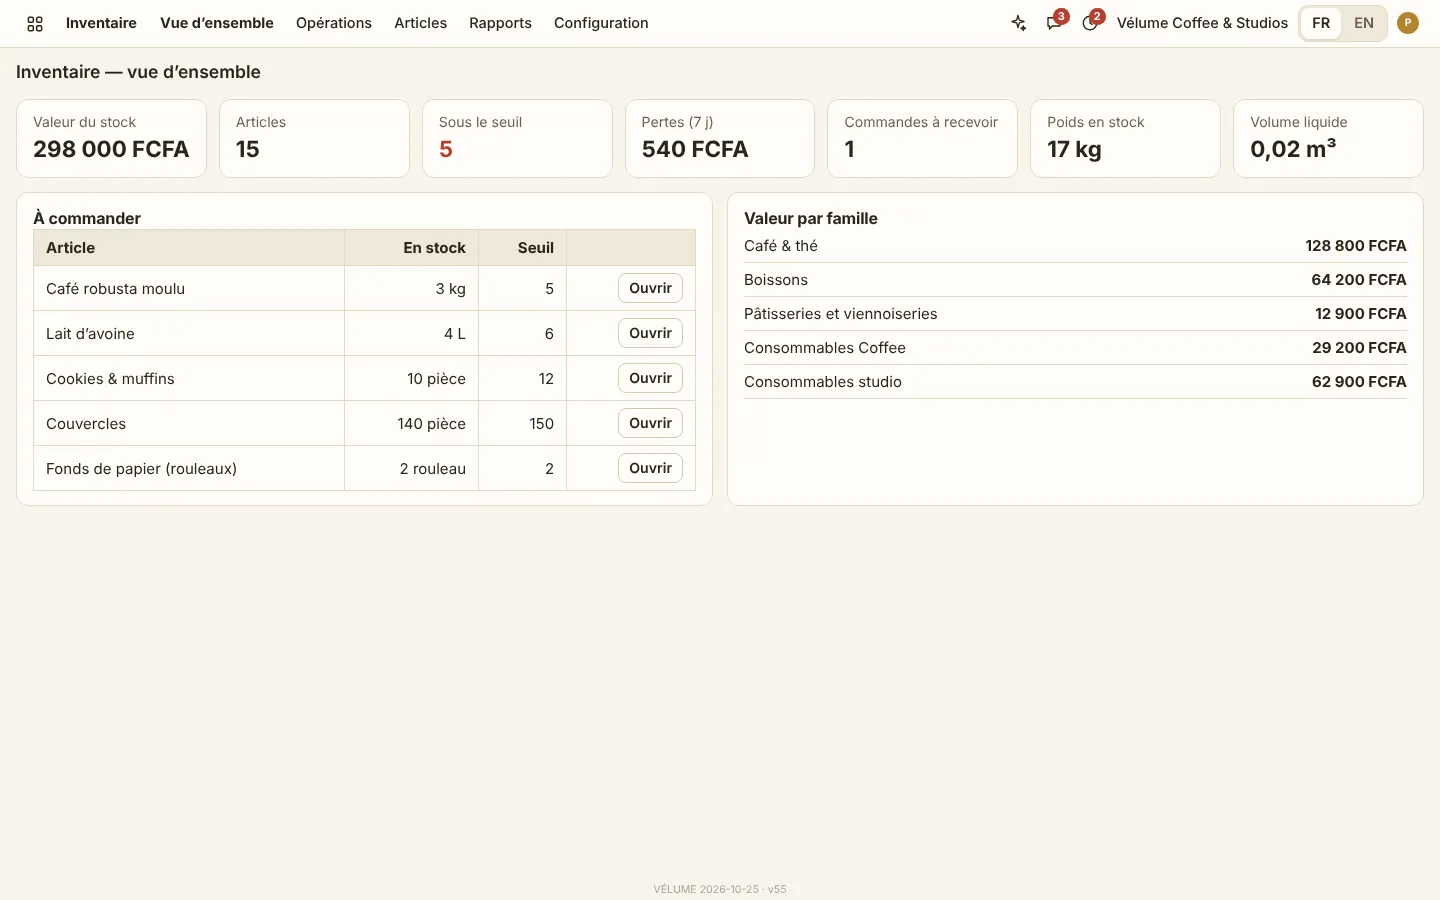 Inventaire Vue d’ensemble Opérations Articles Rapports Configuration 3 2 Vélume Coffee & Studios FR EN P
Inventaire — vue d’ensemble
Valeur du stock
298 000 FCFA
Articles
15
Sous le seuil
5
Pertes (7 j)
540 FCFA
Commandes à recevoir
1
Poids en stock
17 kg
Volume liquide
0,02 m³
À commander
Article En stock Seuil
Café robusta moulu 3 kg 5 Ouvrir
Lait d’avoine 4 L 6 Ouvrir
Cookies & muffins 10 pièce 12 Ouvrir
Couvercles 140 pièce 150 Ouvrir
Fonds de papier (rouleaux) 2 rouleau 2 Ouvrir
Valeur par famille
Café & thé 128 800 FCFA
Boissons 64 200 FCFA
Pâtisseries et viennoiseries 12 900 FCFA
Consommables Coffee 29 200 FCFA
Consommables studio 62 900 FCFA
VÉLUME 2026-10-25 · v55